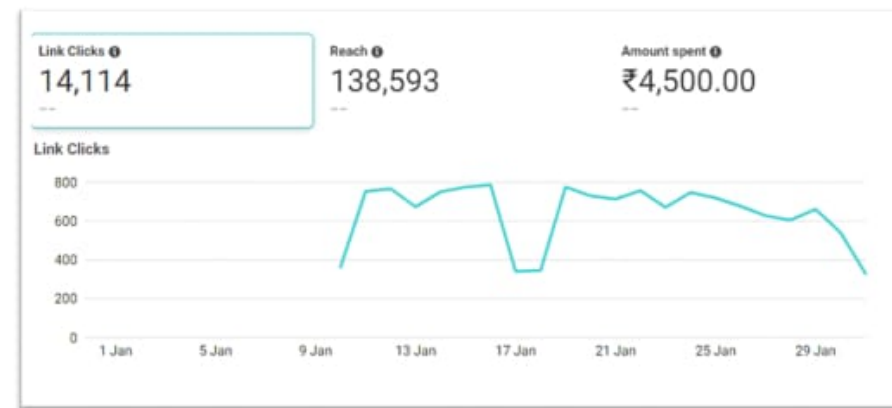 Link Clicks
14,114
--
Reach
138,593
--
Amount spent
₹4,500.00
--
Link Clicks
800
600
400
200
0
1 Jan 5 Jan 9 Jan 13 Jan 17 Jan 21 Jan 25 Jan 29 Jan